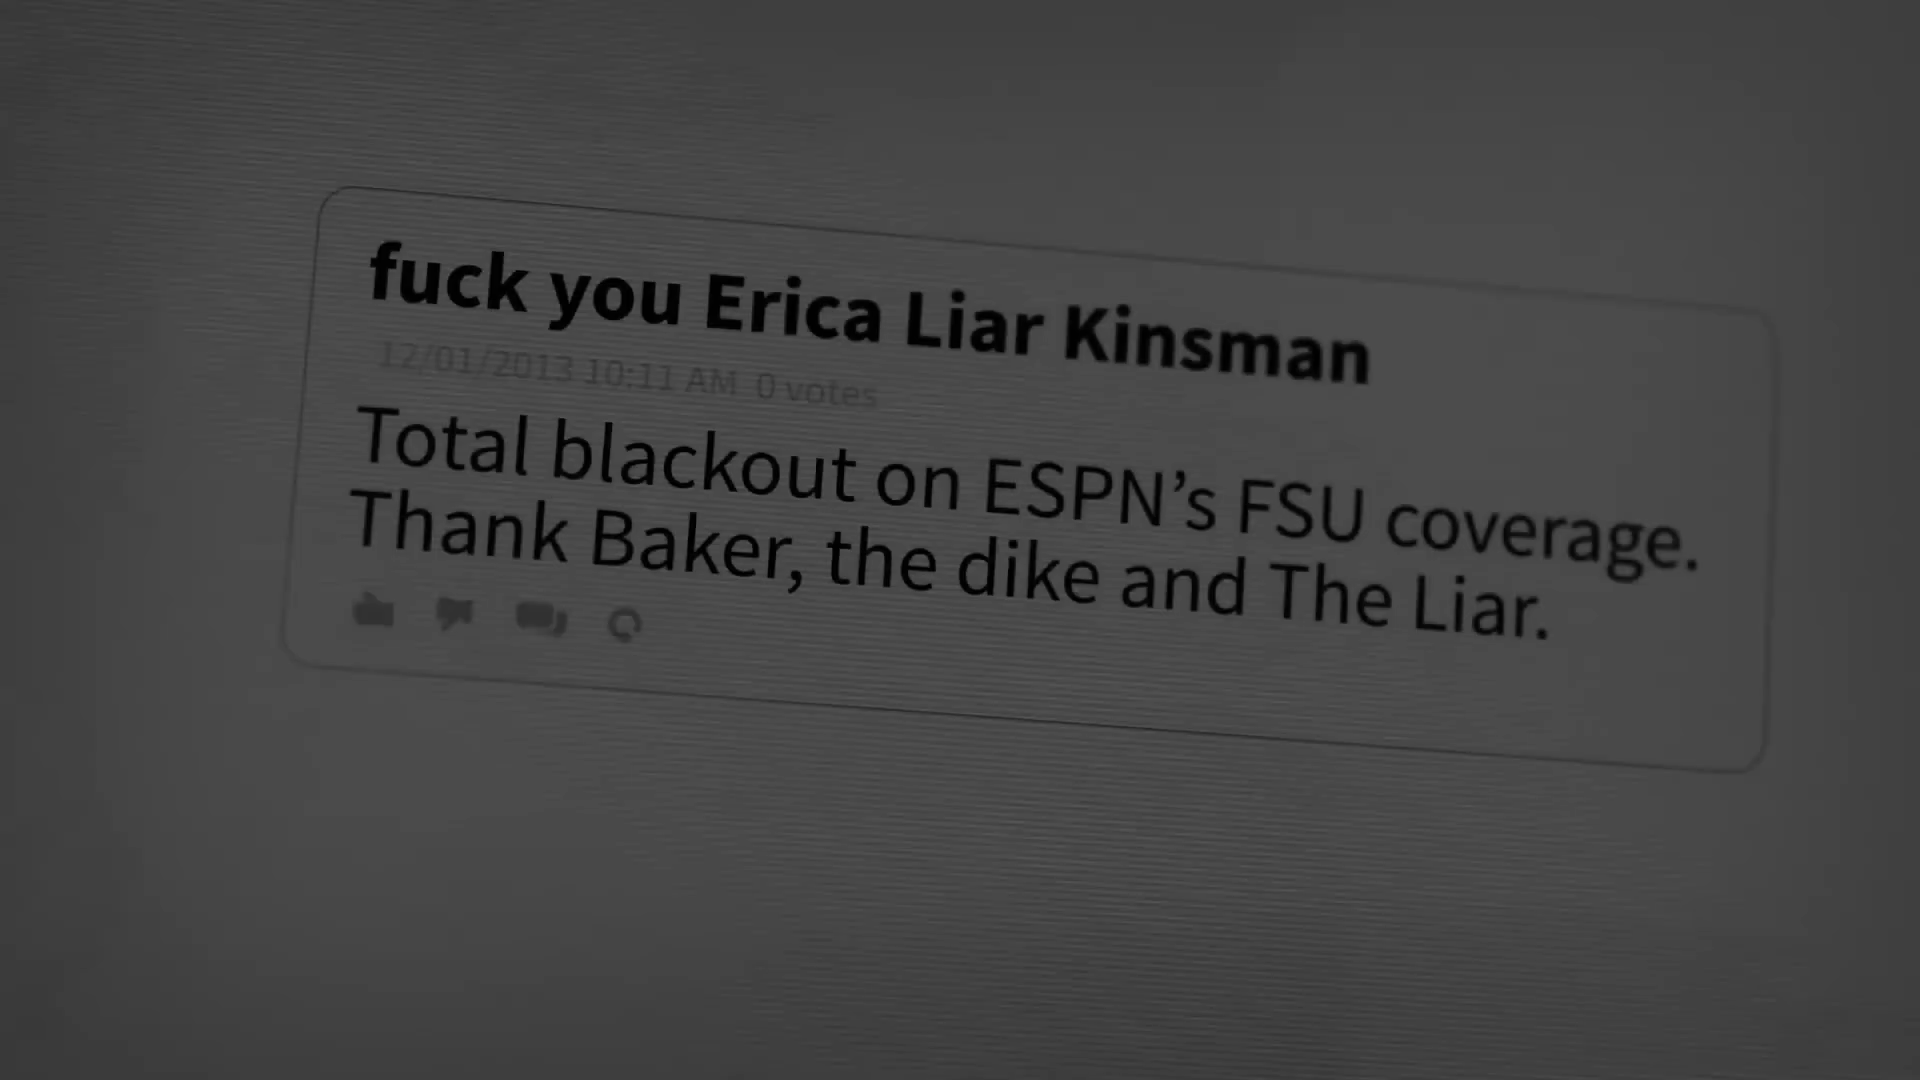 fuck you Erica Liar Kinsman
12/01/2013 10:11 AM 0 votes
Total blackout on ESPN’s FSU coverage.
Thank Baker, the dike and The Liar.